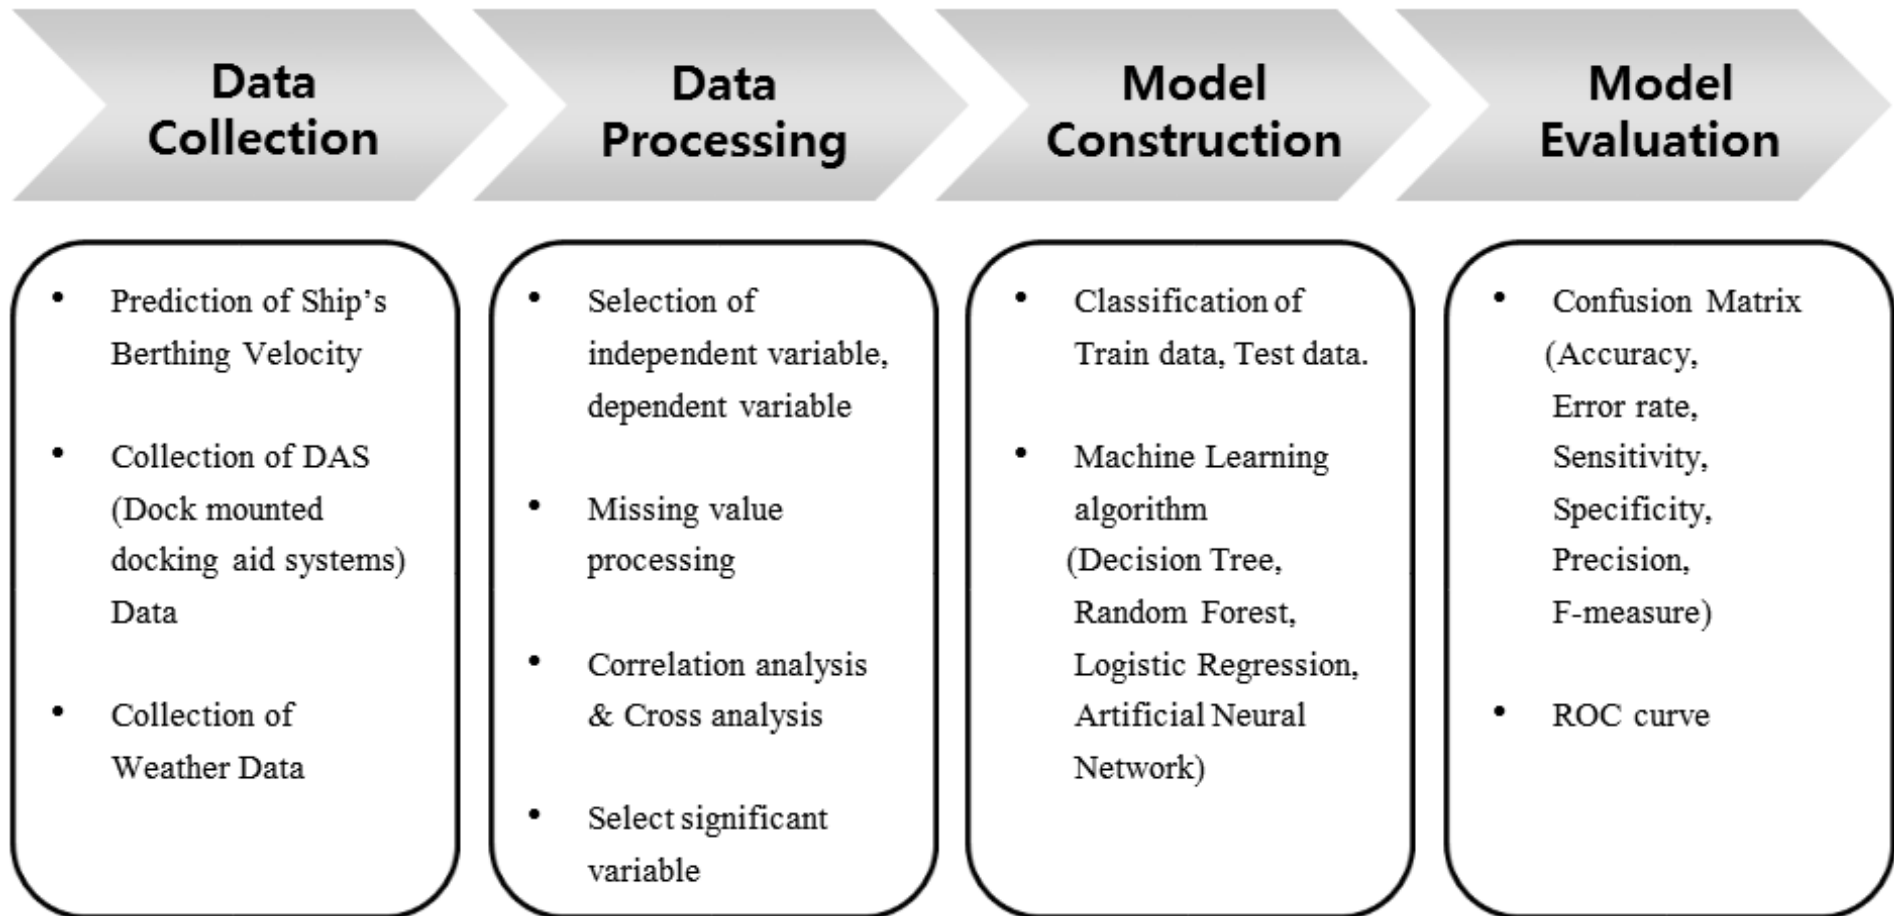 Data
Collection
Data
Processing
Model
Construction
Model
Evaluation
• Prediction of Ship's
Berthing Velocity
• Collection of DAS
(Dock mounted
docking aid systems)
Data
• Collection of
Weather Data
• Selection of
independent variable,
dependent variable
• Missing value
processing
• Correlation analysis
& Cross analysis
• Select significant
variable
• Classification of
Train data, Test data.
• Machine Learning
algorithm
(Decision Tree,
Random Forest,
Logistic Regression,
Artificial Neural
Network)
• Confusion Matrix
(Accuracy,
Error rate,
Sensitivity,
Specificity,
Precision,
F-measure)
• ROC curve